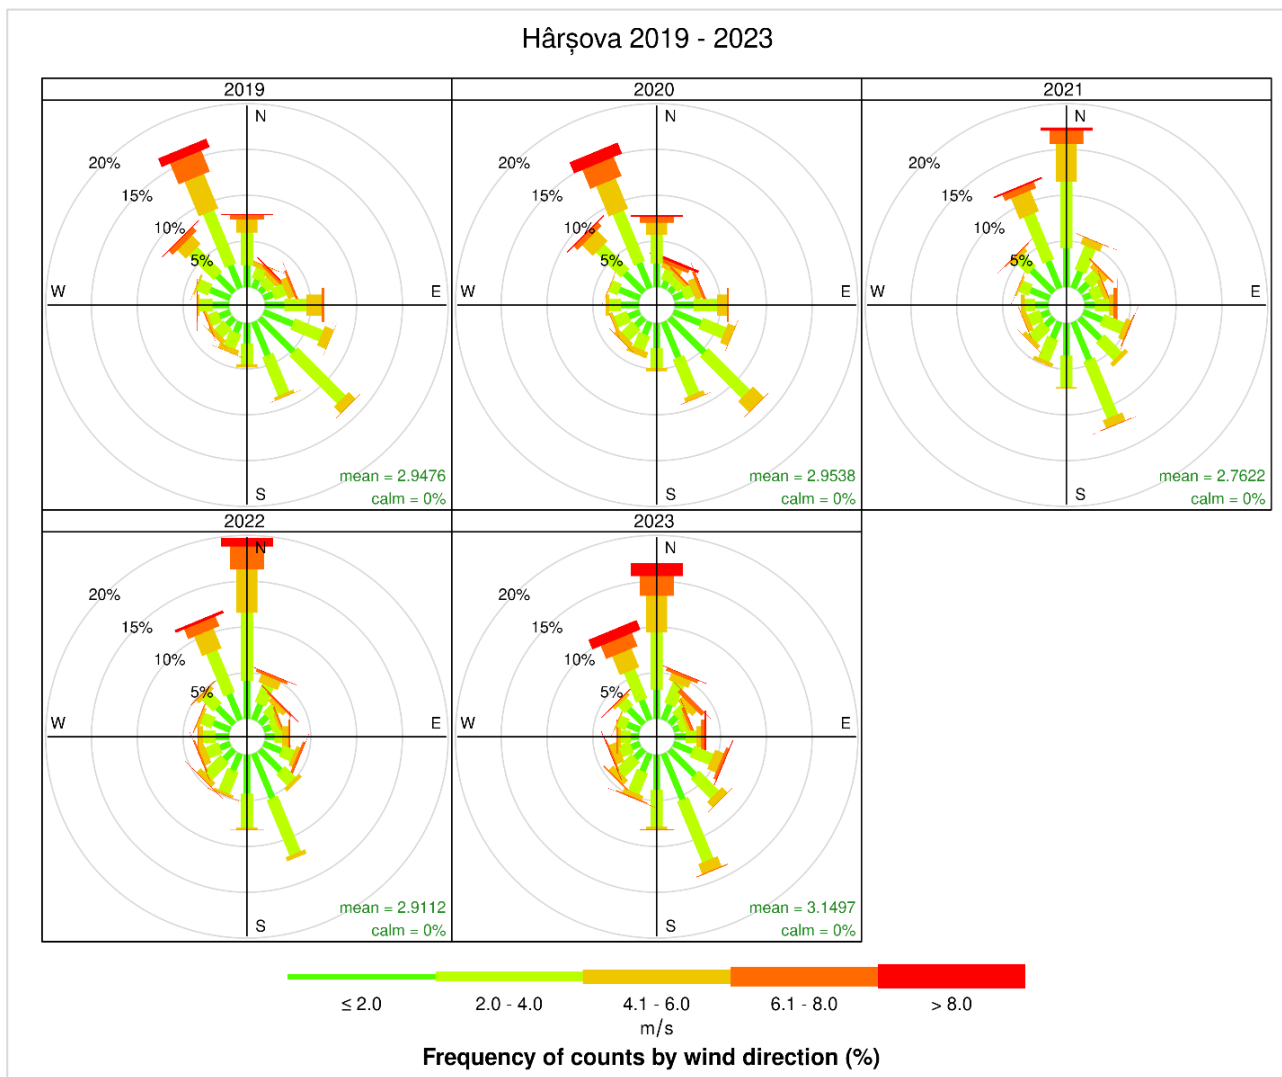 Hârșova 2019 - 2023
2019
2020
2021
N
20%
15%
10%
5%
W
E
S
mean = 2.9476
calm = 0%
N
20%
15%
10%
5%
W
E
S
mean = 2.9538
calm = 0%
N
20%
15%
10%
5%
W
E
S
mean = 2.7622
calm = 0%
2022
2023
N
20%
15%
10%
5%
W
E
S
mean = 2.9112
calm = 0%
N
20%
15%
10%
5%
W
E
S
mean = 3.1497
calm = 0%
≤ 2.0
2.0 - 4.0
4.1 - 6.0
6.1 - 8.0
> 8.0
m/s
Frequency of counts by wind direction (%)